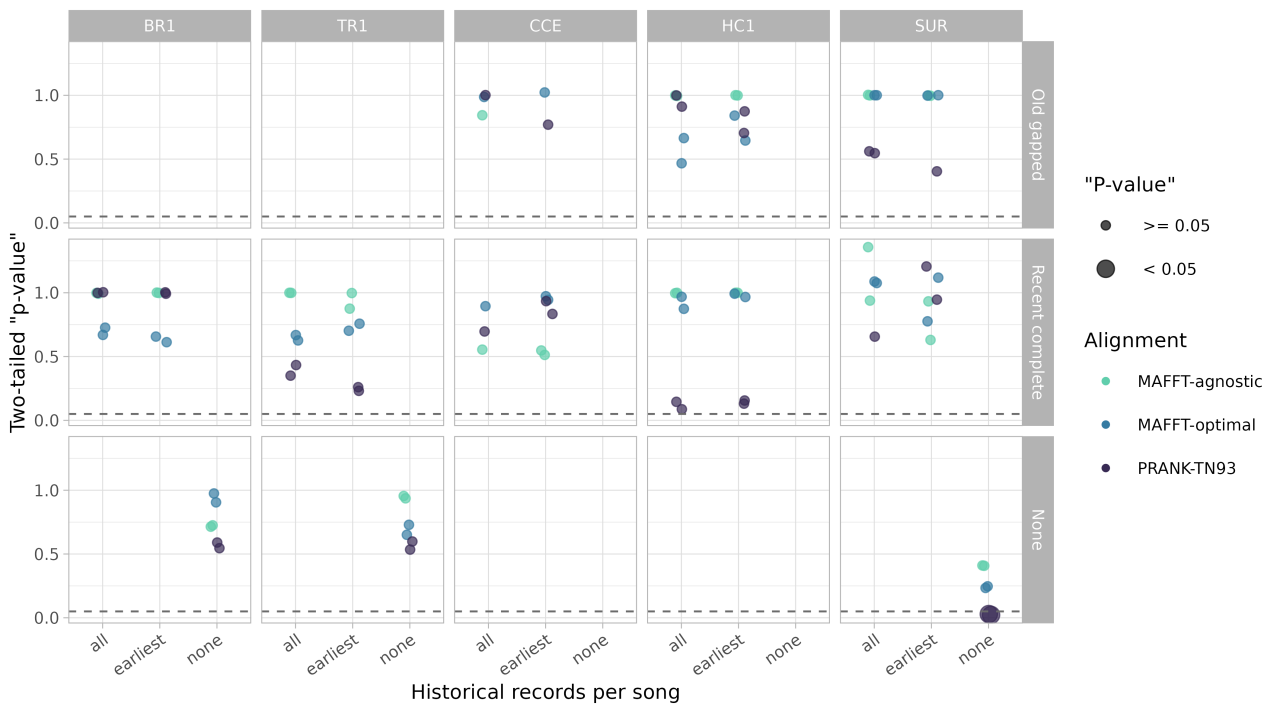 BR1 TR1 CCE HC1 SUR
1.0
0.5
0.0
Old gapped
1.0
0.5
0.0
Recent complete
1.0
0.5
0.0
None
all earliest none all earliest none all earliest none all earliest none all earliest none
Historical records per song
Two-tailed "p-value"
"P-value"
>= 0.05
< 0.05
Alignment
MAFFT-agnostic
MAFFT-optimal
PRANK-TN93